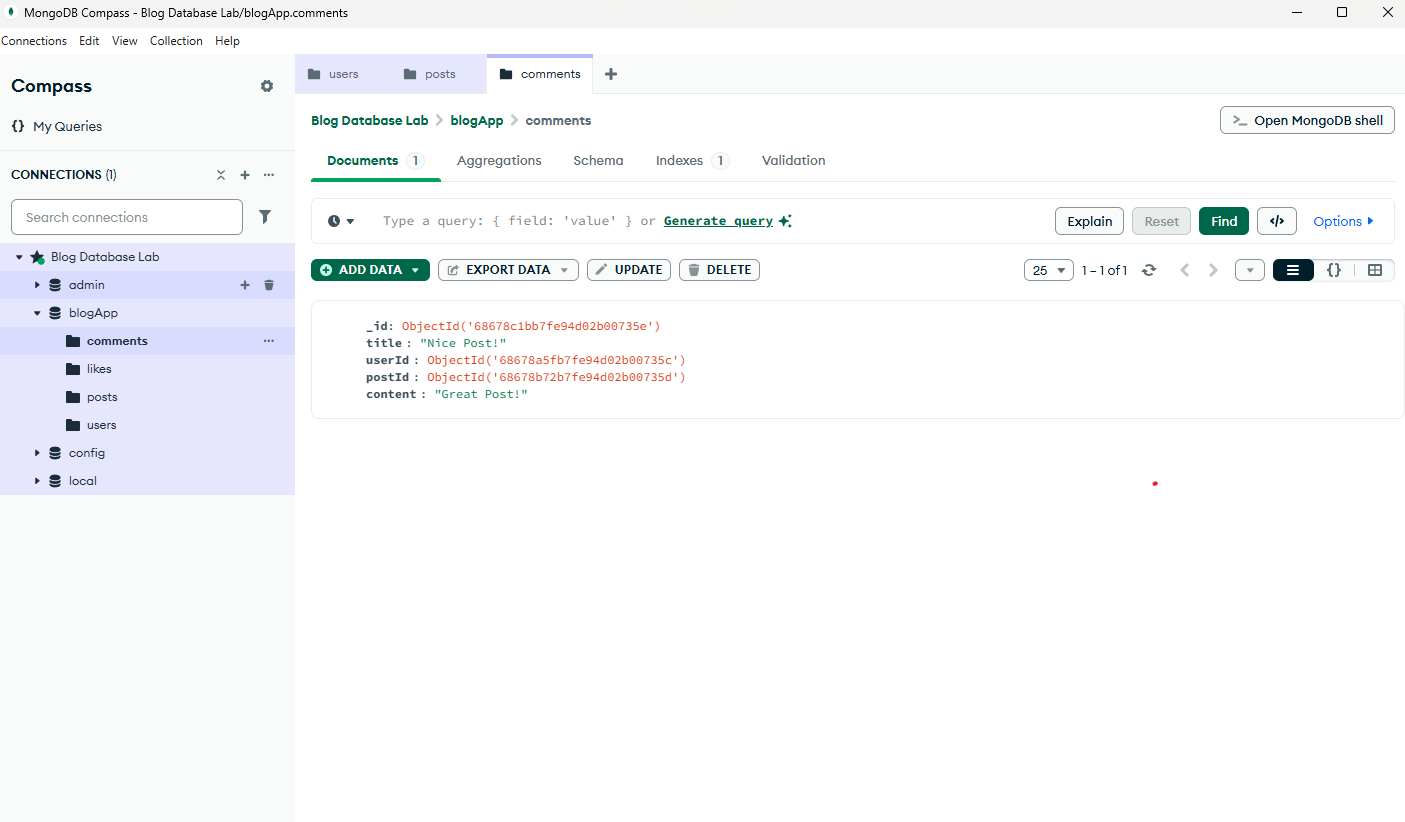 MongoDB Compass - Blog Database Lab/blogApp.comments
Connections Edit View Collection Help
Compass
{} My Queries
CONNECTIONS (1)
Search connections
Blog Database Lab
admin
blogApp
comments
likes
posts
users
config
local
users posts comments
Blog Database Lab > blogApp > comments
>_ Open MongoDB shell
Documents 1 Aggregations Schema Indexes 1 Validation
Type a query: { field: 'value' } or Generate query
Explain Reset Find </> Options
ADD DATA EXPORT DATA UPDATE DELETE
25 1 – 1 of 1 {}
_id: ObjectId('68678c1bb7fe94d02b00735e')
title : "Nice Post!"
userId : ObjectId('68678a5fb7fe94d02b00735c')
postId : ObjectId('68678b72b7fe94d02b00735d')
content : "Great Post!"